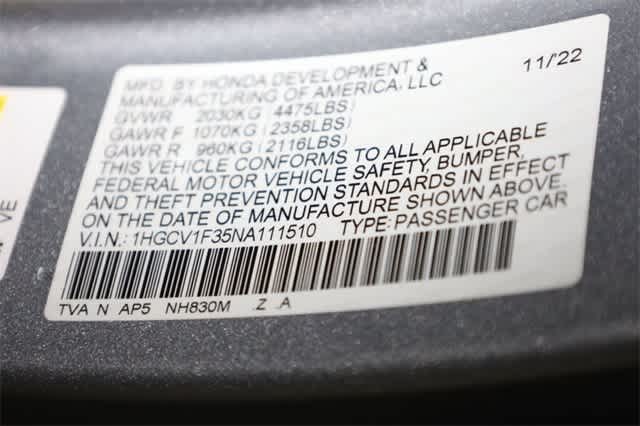 MFD. BY HONDA DEVELOPMENT & 11/22
MANUFACTURING OF AMERICA, LLC
GVWR 2030KG (4475LBS)
GAWR F 1070KG (2358LBS)
GAWR R 960KG (2116LBS)
THIS VEHICLE CONFORMS TO ALL APPLICABLE
FEDERAL MOTOR VEHICLE SAFETY, BUMPER,
AND THEFT PREVENTION STANDARDS IN EFFECT
ON THE DATE OF MANUFACTURE SHOWN ABOVE.
V.I.N.: 1HGCV1F35NA111510 TYPE: PASSENGER CAR
TVA N AP5 NH830M Z A
VE